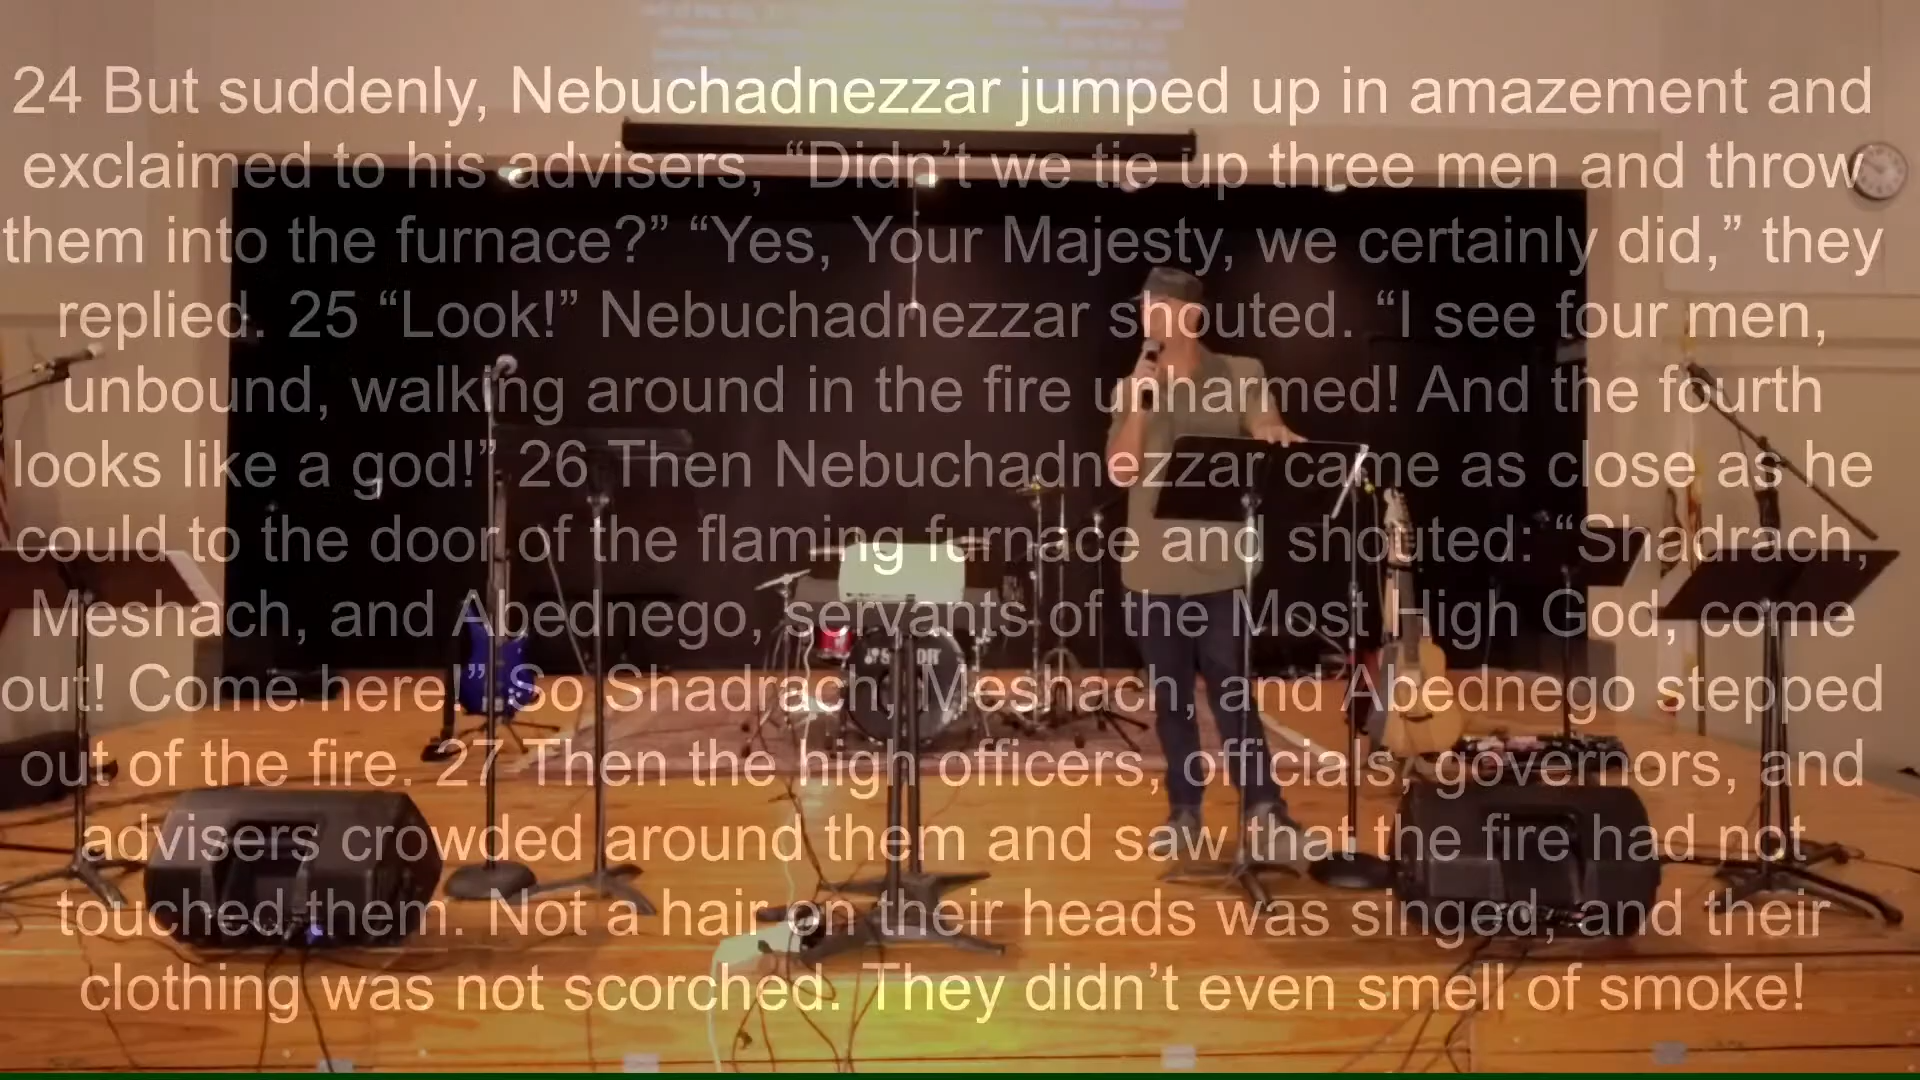 24 But suddenly, Nebuchadnezzar jumped up in amazement and
exclaimed to his advisers, “Didn’t we tie up three men and throw
them into the furnace?” “Yes, Your Majesty, we certainly did,” they
replied. 25 “Look!” Nebuchadnezzar shouted. “I see four men,
unbound, walking around in the fire unharmed! And the fourth
looks like a god!” 26 Then Nebuchadnezzar came as close as he
could to the door of the flaming furnace and shouted: “Shadrach,
Meshach, and Abednego, servants of the Most High God, come
out! Come here!” So Shadrach, Meshach, and Abednego stepped
out of the fire. 27 Then the high officers, officials, governors, and
advisers crowded around them and saw that the fire had not
touched them. Not a hair on their heads was singed, and their
clothing was not scorched. They didn’t even smell of smoke!